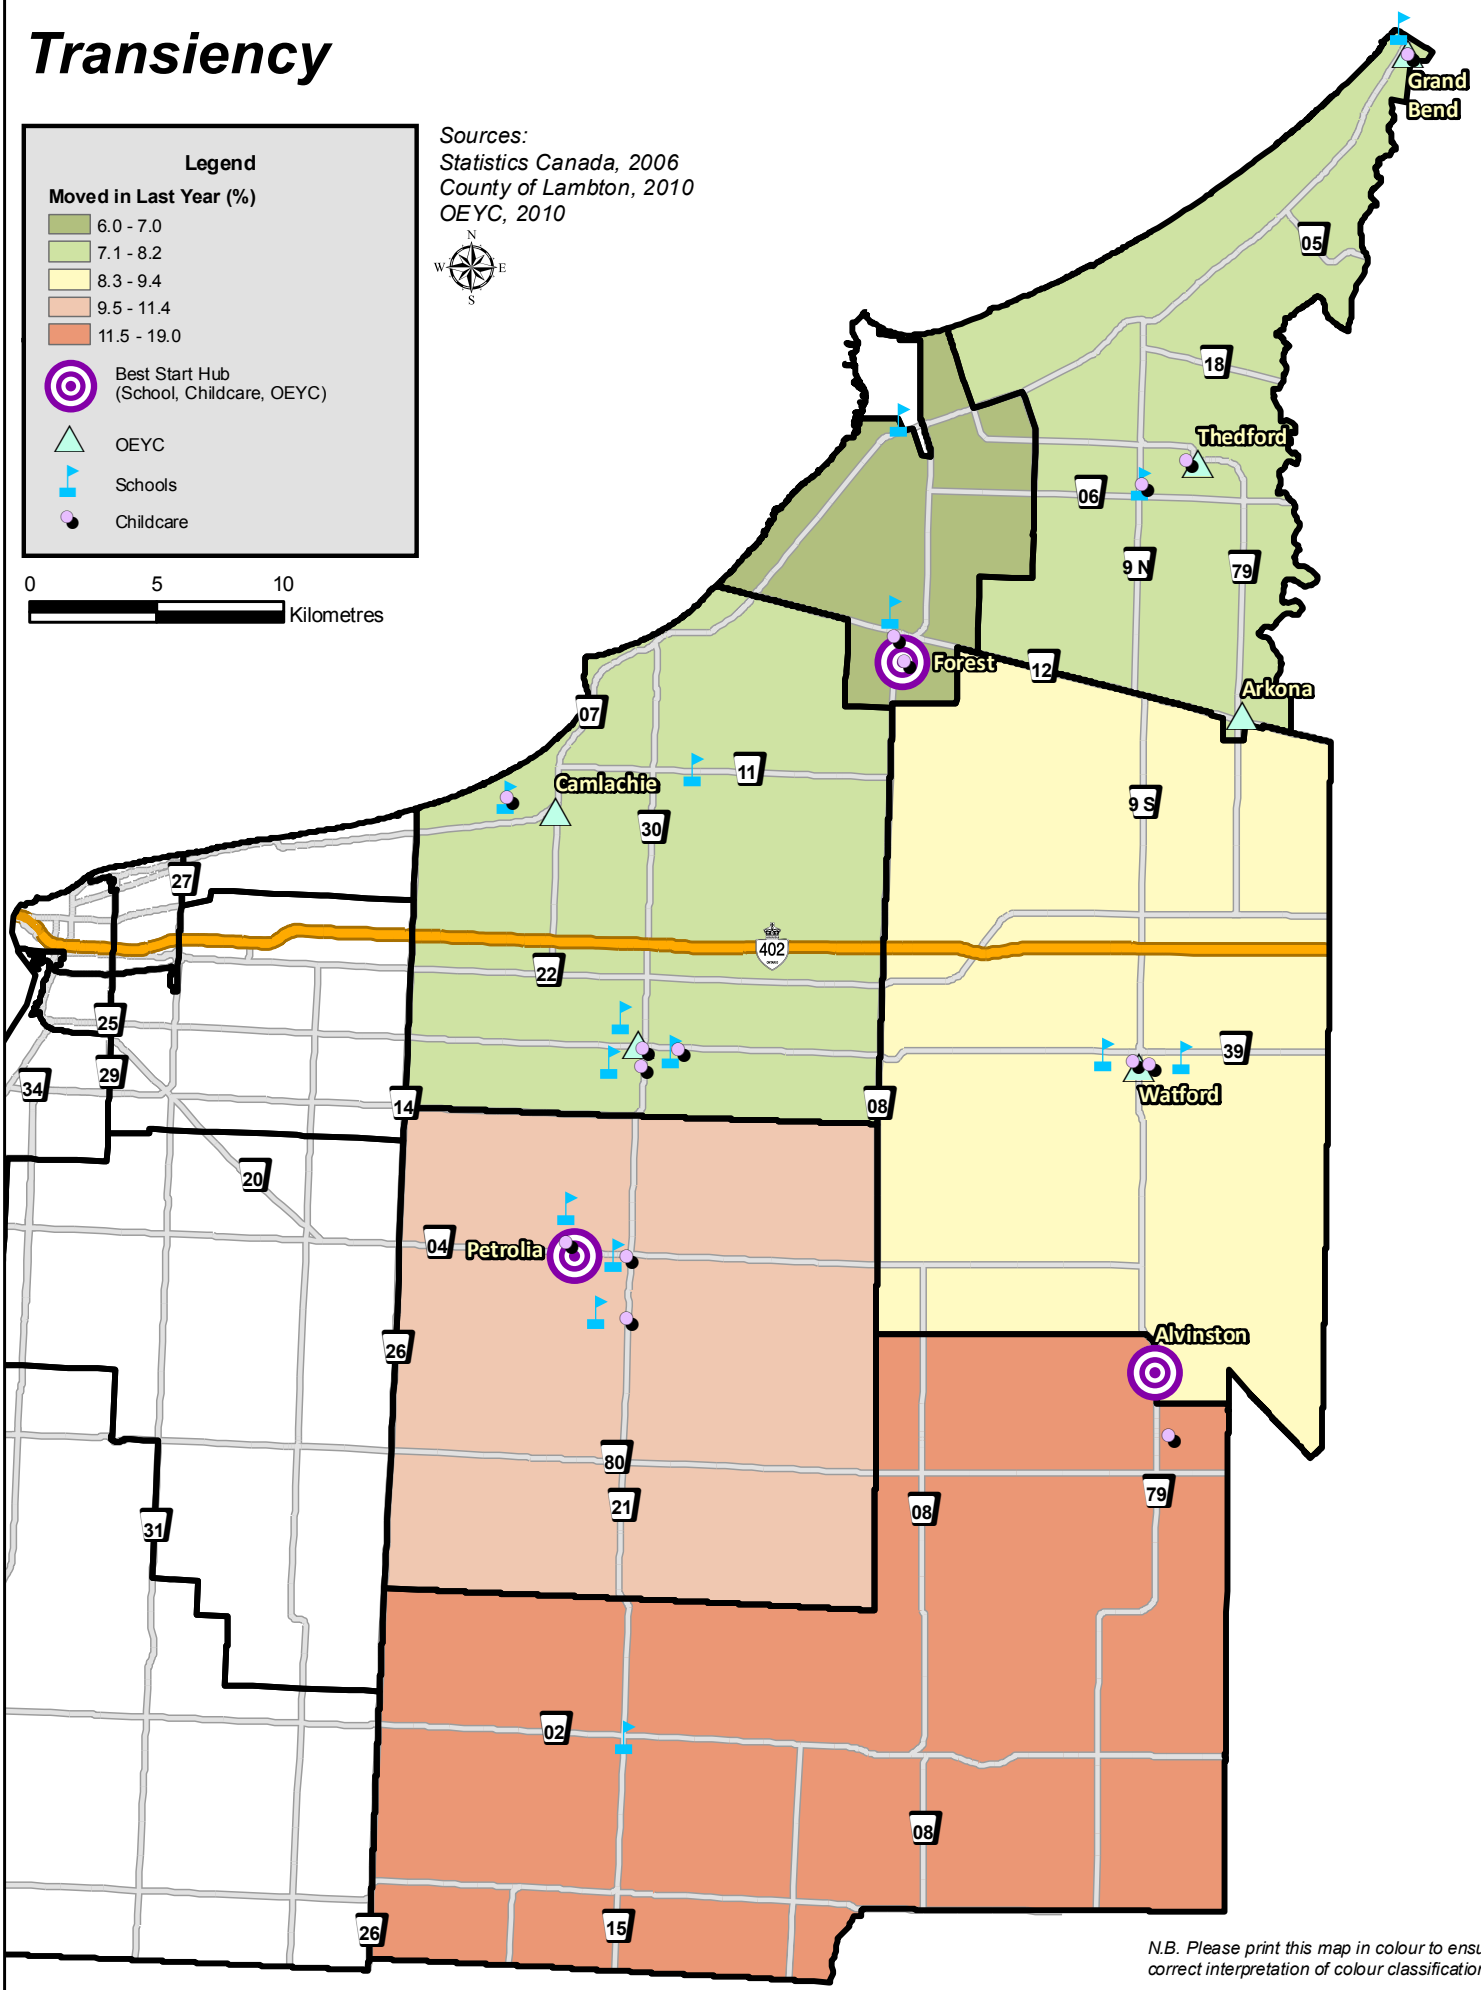 Transiency
Legend
Moved in Last Year (%)
6.0 - 7.0
7.1 - 8.2
8.3 - 9.4
9.5 - 11.4
11.5 - 19.0
Best Start Hub
(School, Childcare, OEYC)
OEYC
Schools
Childcare
Sources:
Statistics Canada, 2006
County of Lambton, 2010
OEYC, 2010
N
W E
S
0 5 10
Kilometres
Grand
Bend
05
18
Thedford
06
9 N
79
Forest
12
Arkona
07
11
Camlachie
30
9 S
27
402
22
25
29
34
39
14
08
Watford
20
04
Petrolia
26
Alvinston
80
21
08
79
31
02
08
26
15
N.B. Please print this map in colour to ensu
correct interpretation of colour classification